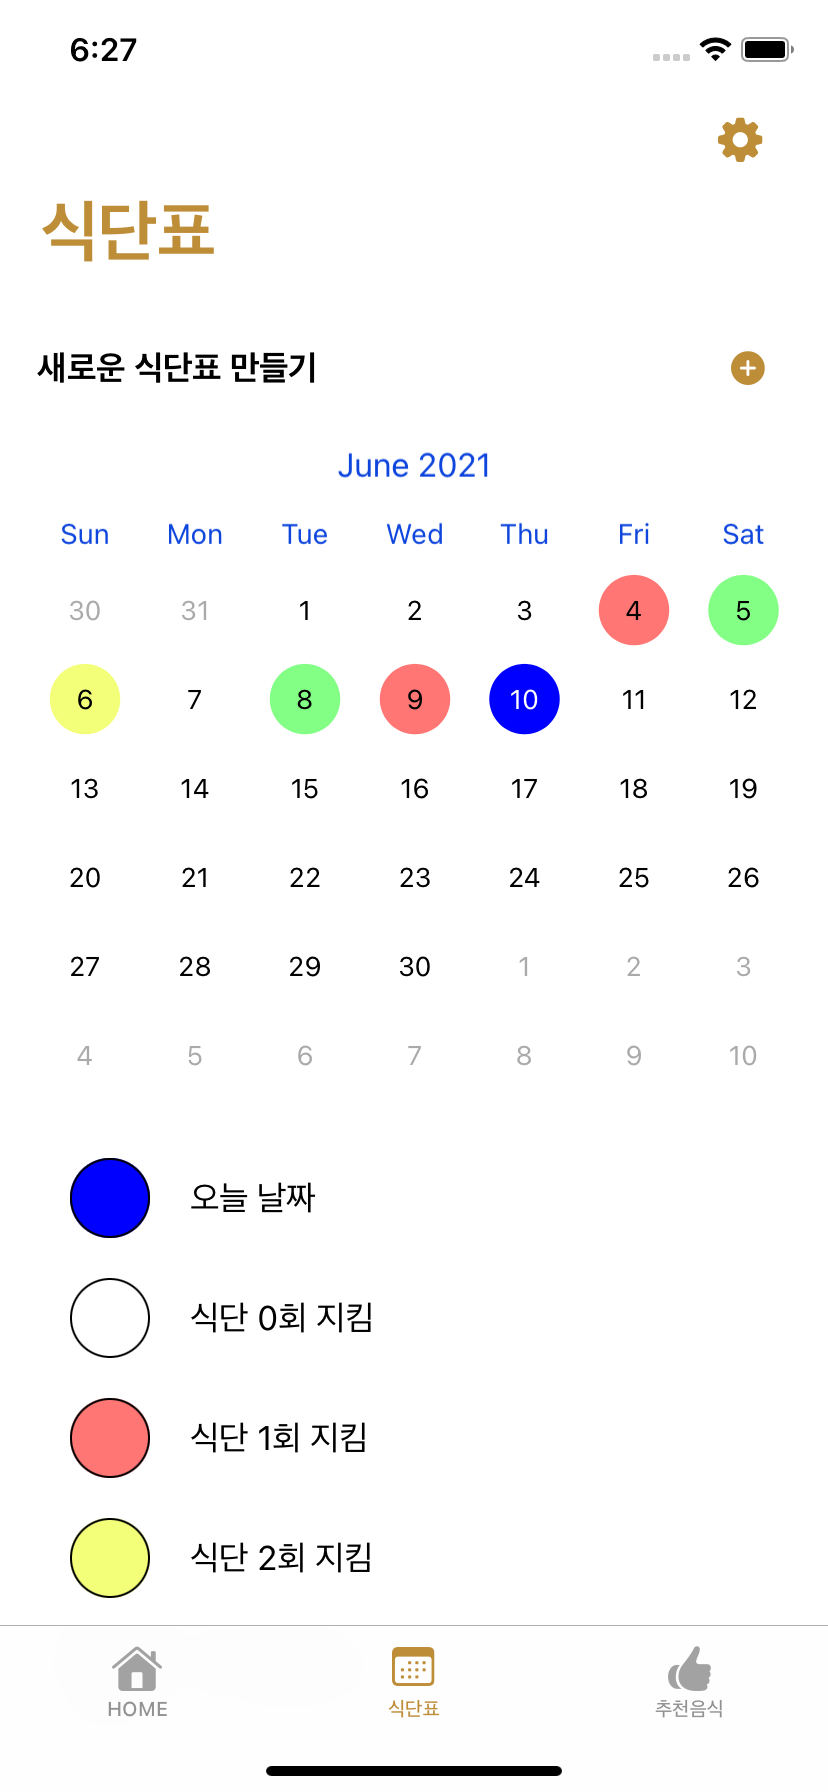 6:27
식단표
새로운 식단표 만들기
June 2021
Sun Mon Tue Wed Thu Fri Sat
30 31 1 2 3 4 5
6 7 8 9 10 11 12
13 14 15 16 17 18 19
20 21 22 23 24 25 26
27 28 29 30 1 2 3
4 5 6 7 8 9 10
오늘 날짜
식단 0회 지킴
식단 1회 지킴
식단 2회 지킴
HOME 식단표 추천음식